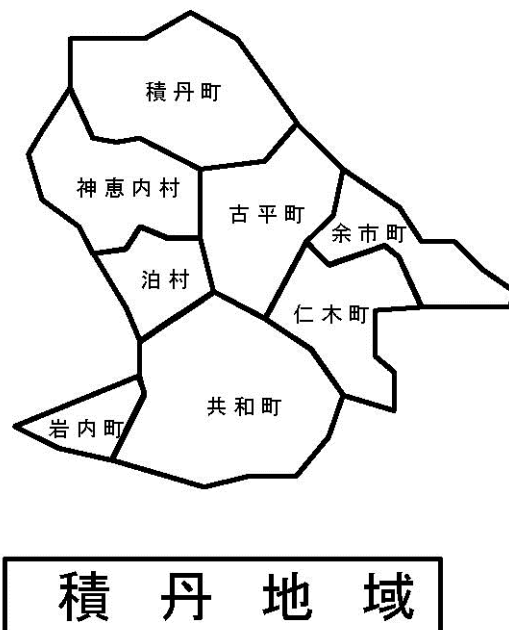 積丹町
神恵内村
古平町
余市町
泊村
仁木町
共和町
岩内町
積丹地域